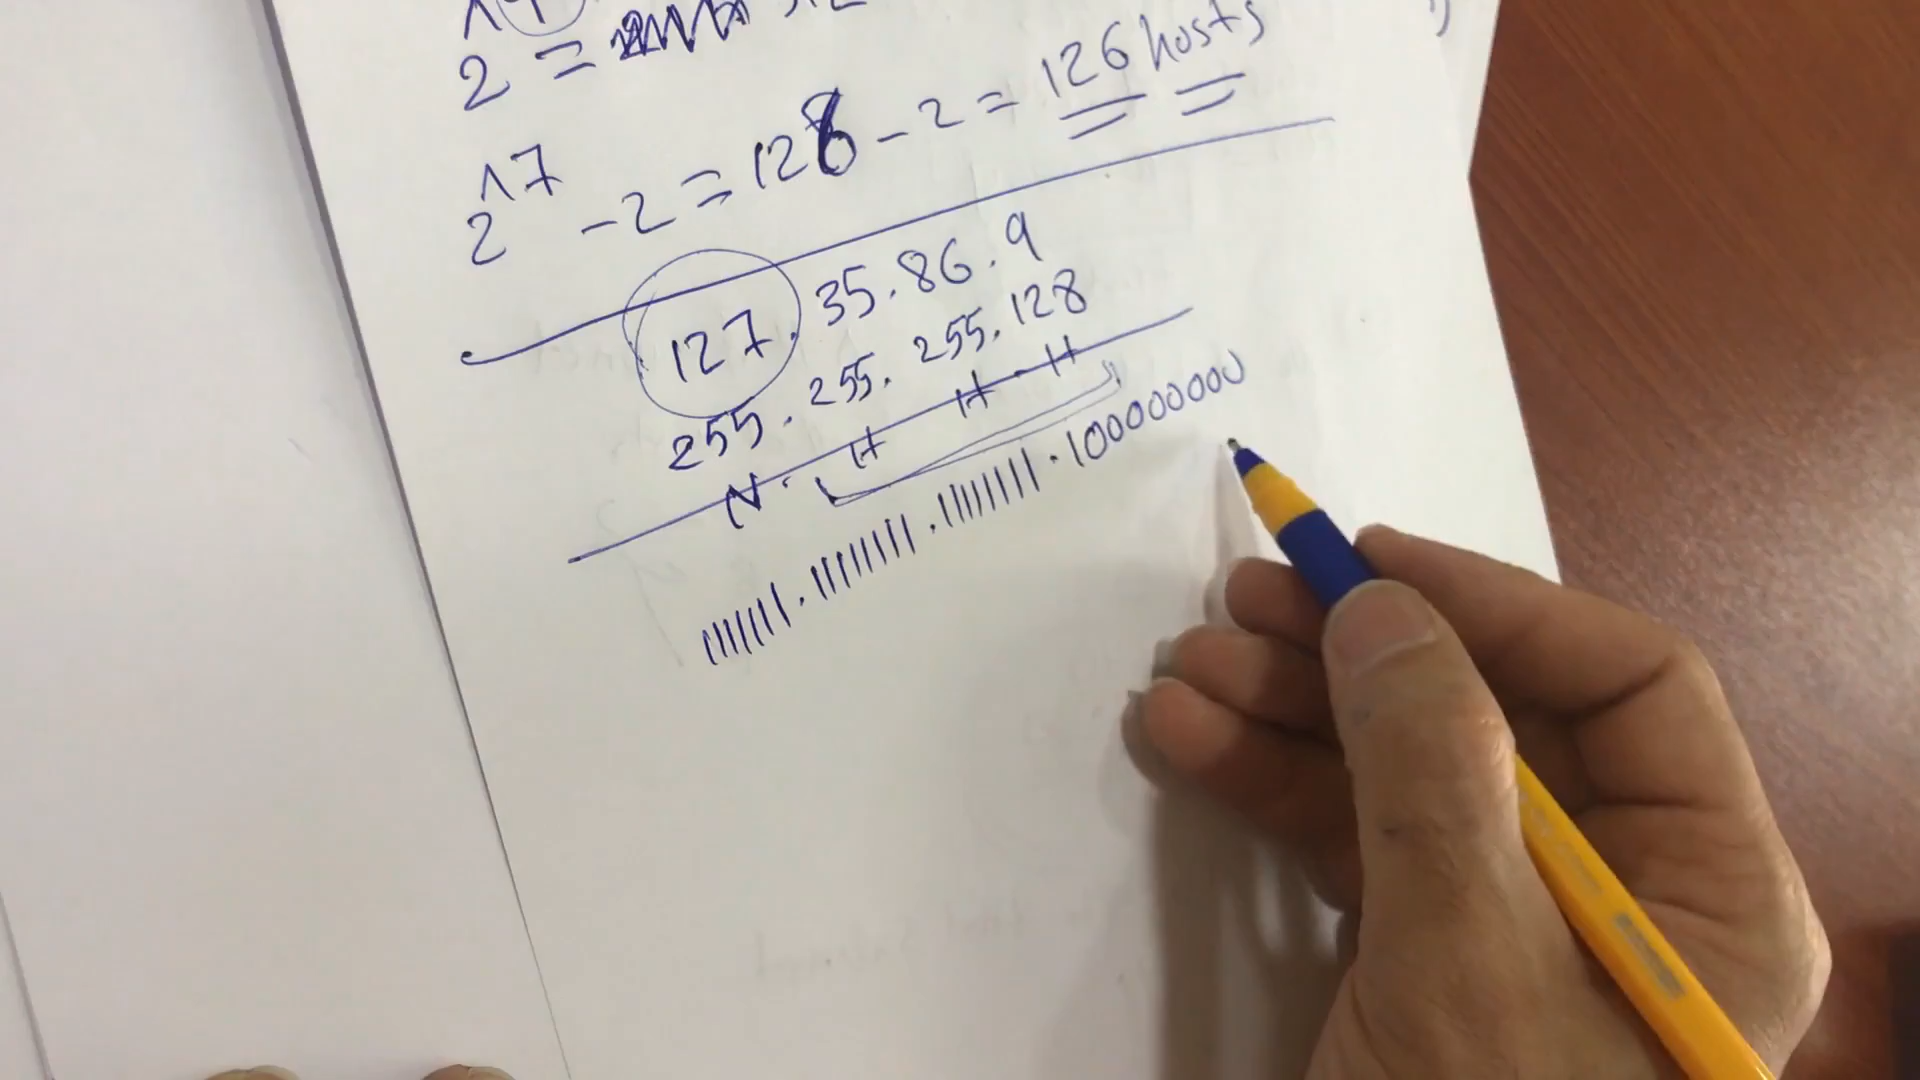 2 =
2^7 - 2 = 128 - 2 = 126 hosts
127. 35.86.9
255. 255. 255.128
N. H H. H
11111111.11111111.11111111.100000000